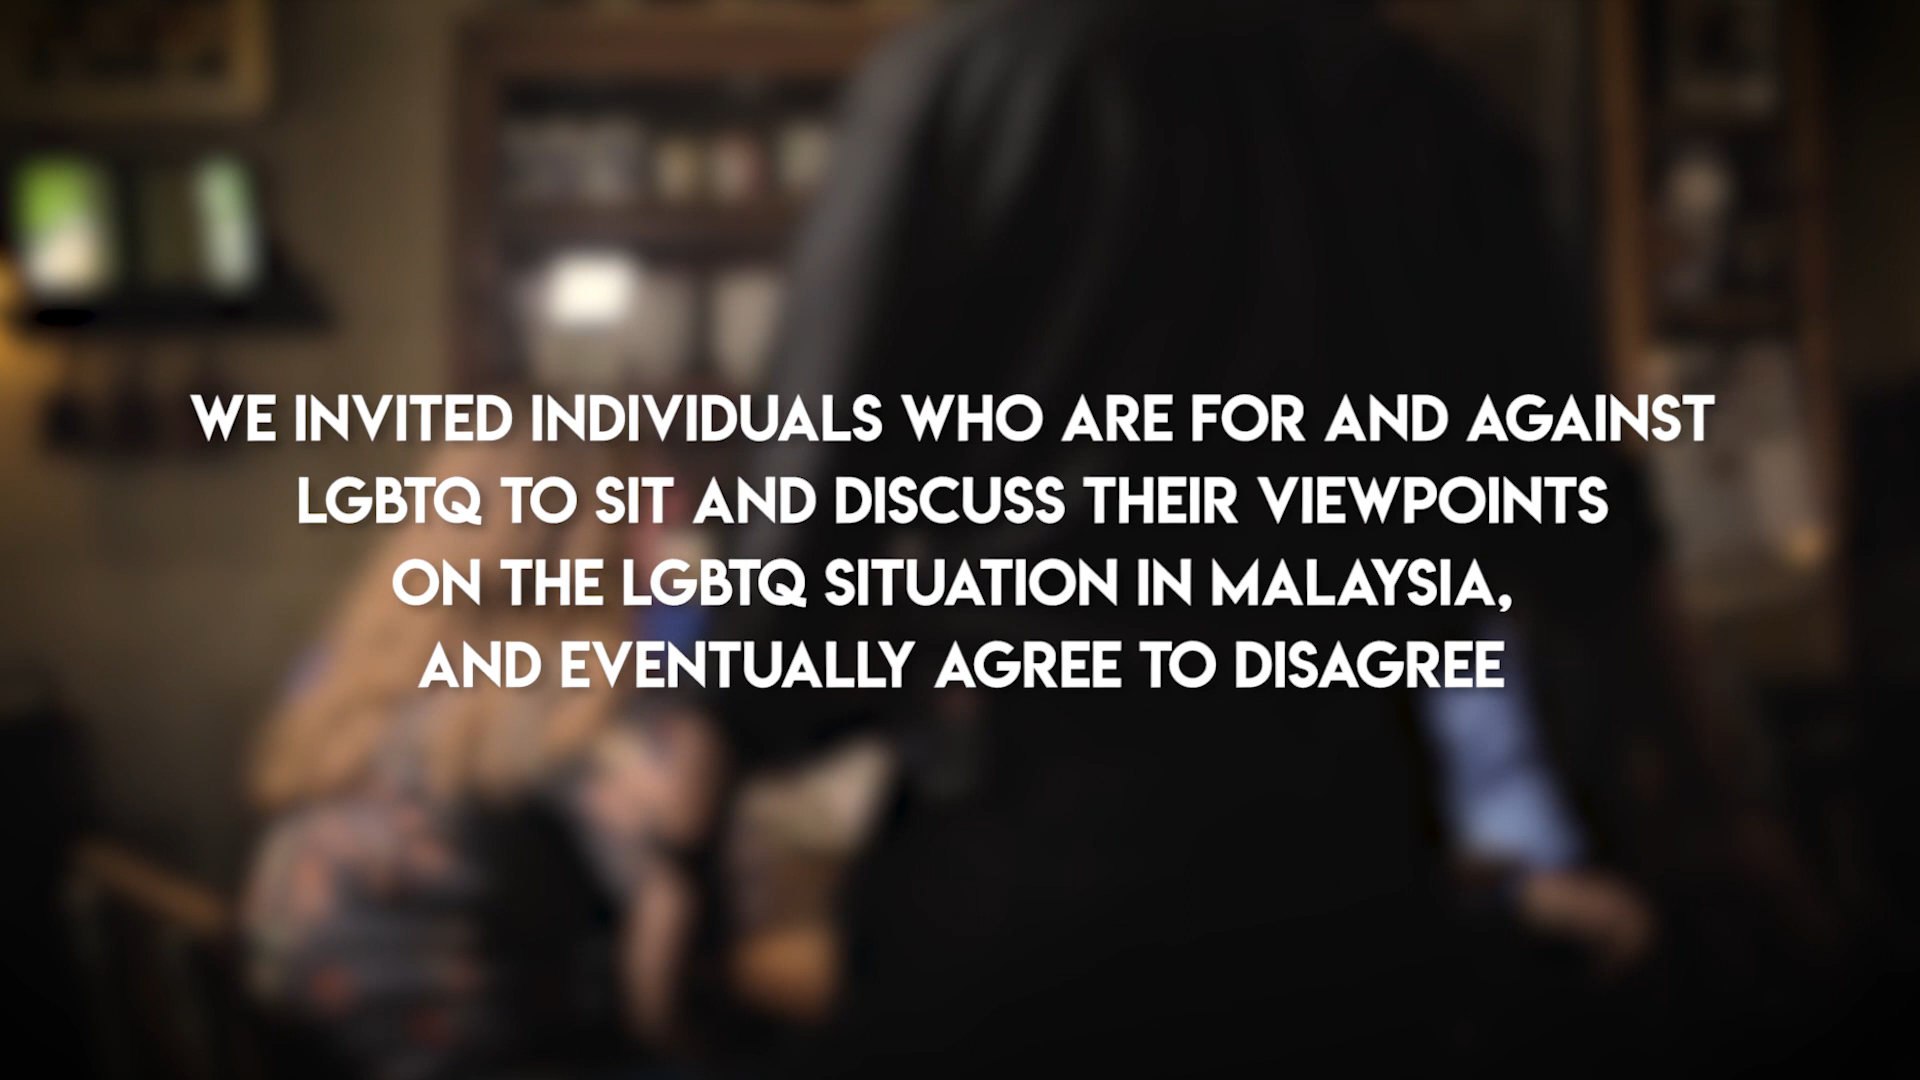 WE INVITED INDIVIDUALS WHO ARE FOR AND AGAINST
LGBTQ TO SIT AND DISCUSS THEIR VIEWPOINTS
ON THE LGBTQ SITUATION IN MALAYSIA,
AND EVENTUALLY AGREE TO DISAGREE